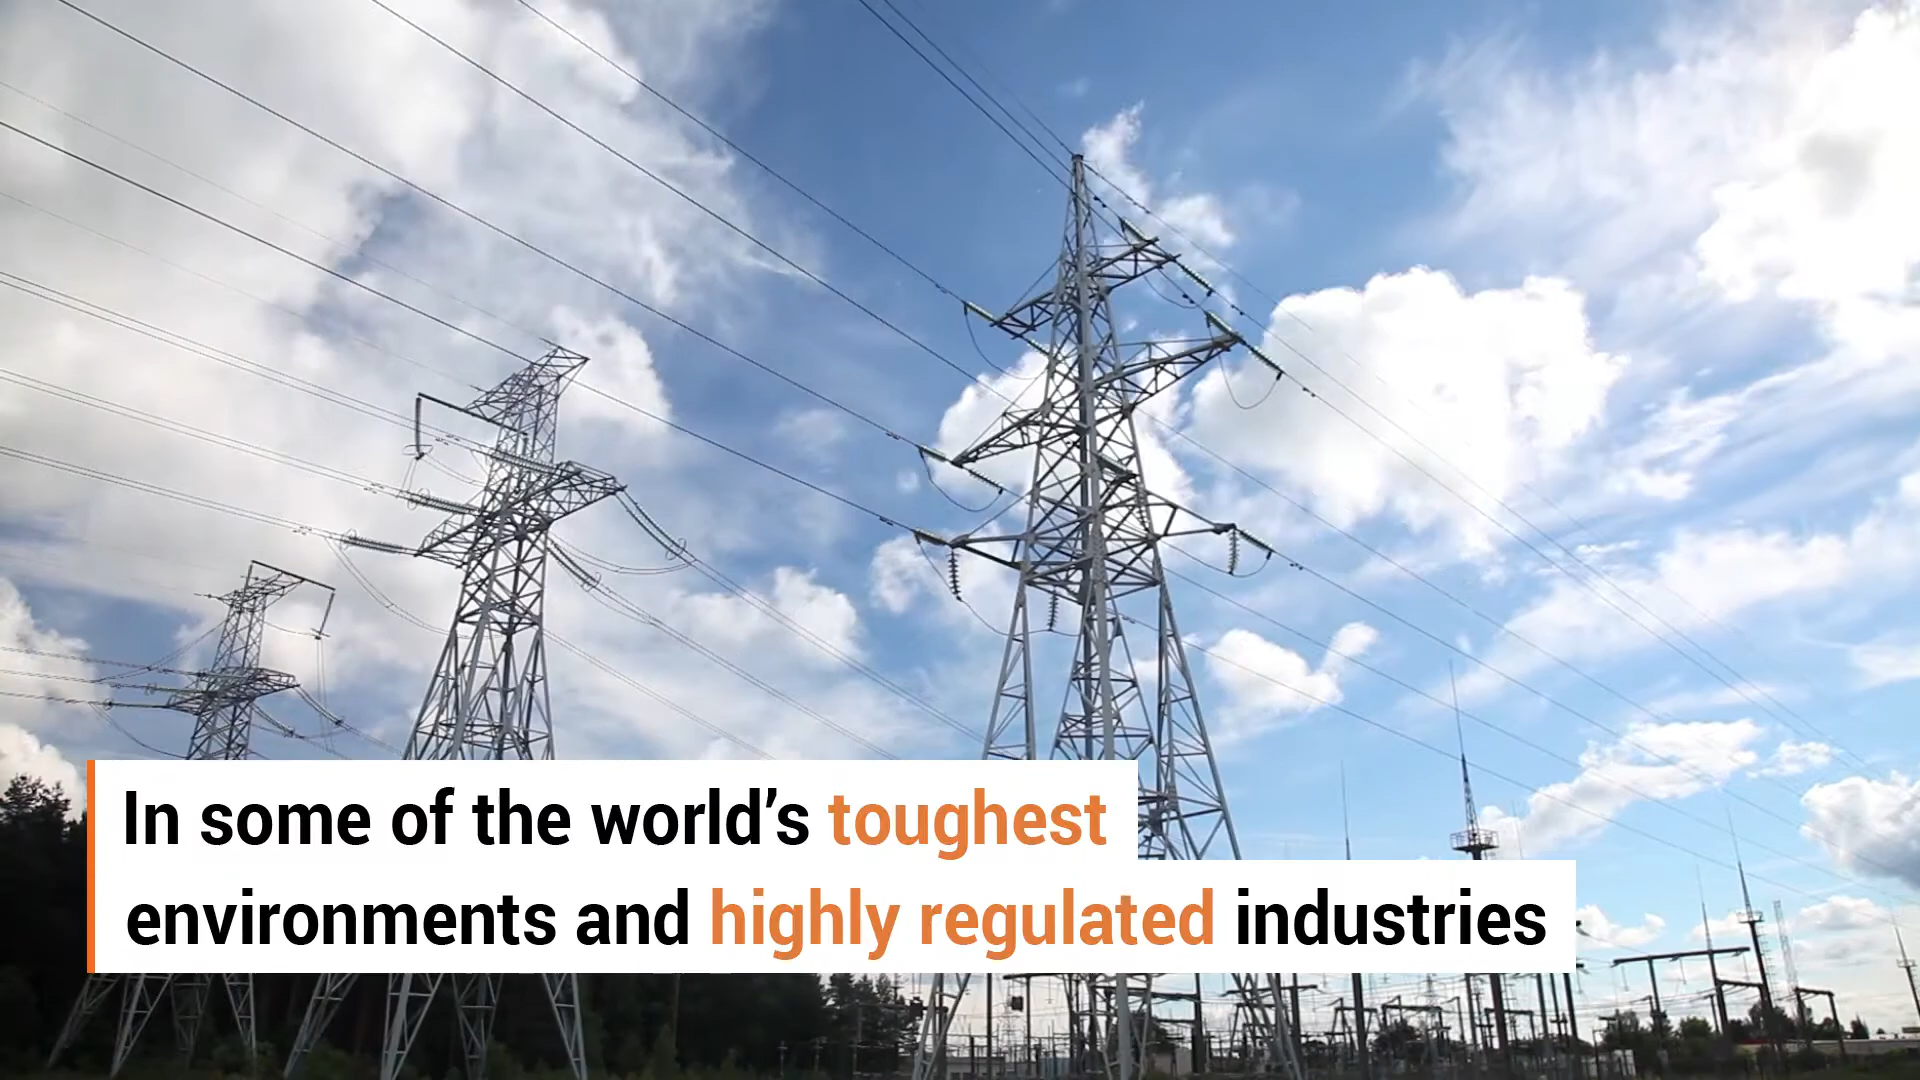 In some of the world’s toughest
environments and highly regulated industries